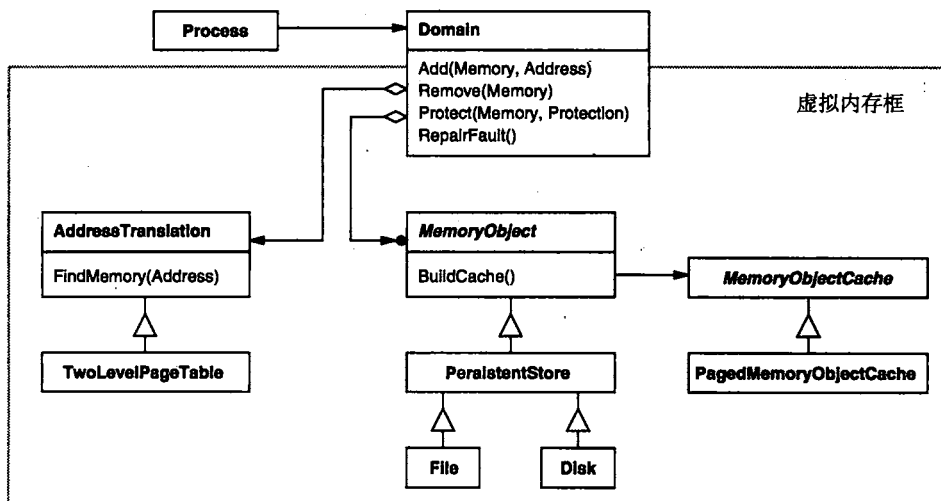 Process
Domain
Add(Memory, Address)
Remove(Memory)
Protect(Memory, Protection)
RepairFault()
虚拟内存框
AddressTranslation
FindMemory(Address)
MemoryObject
BuildCache()
MemoryObjectCache
TwoLevelPageTable
PersistentStore
PagedMemoryObjectCache
File
Disk